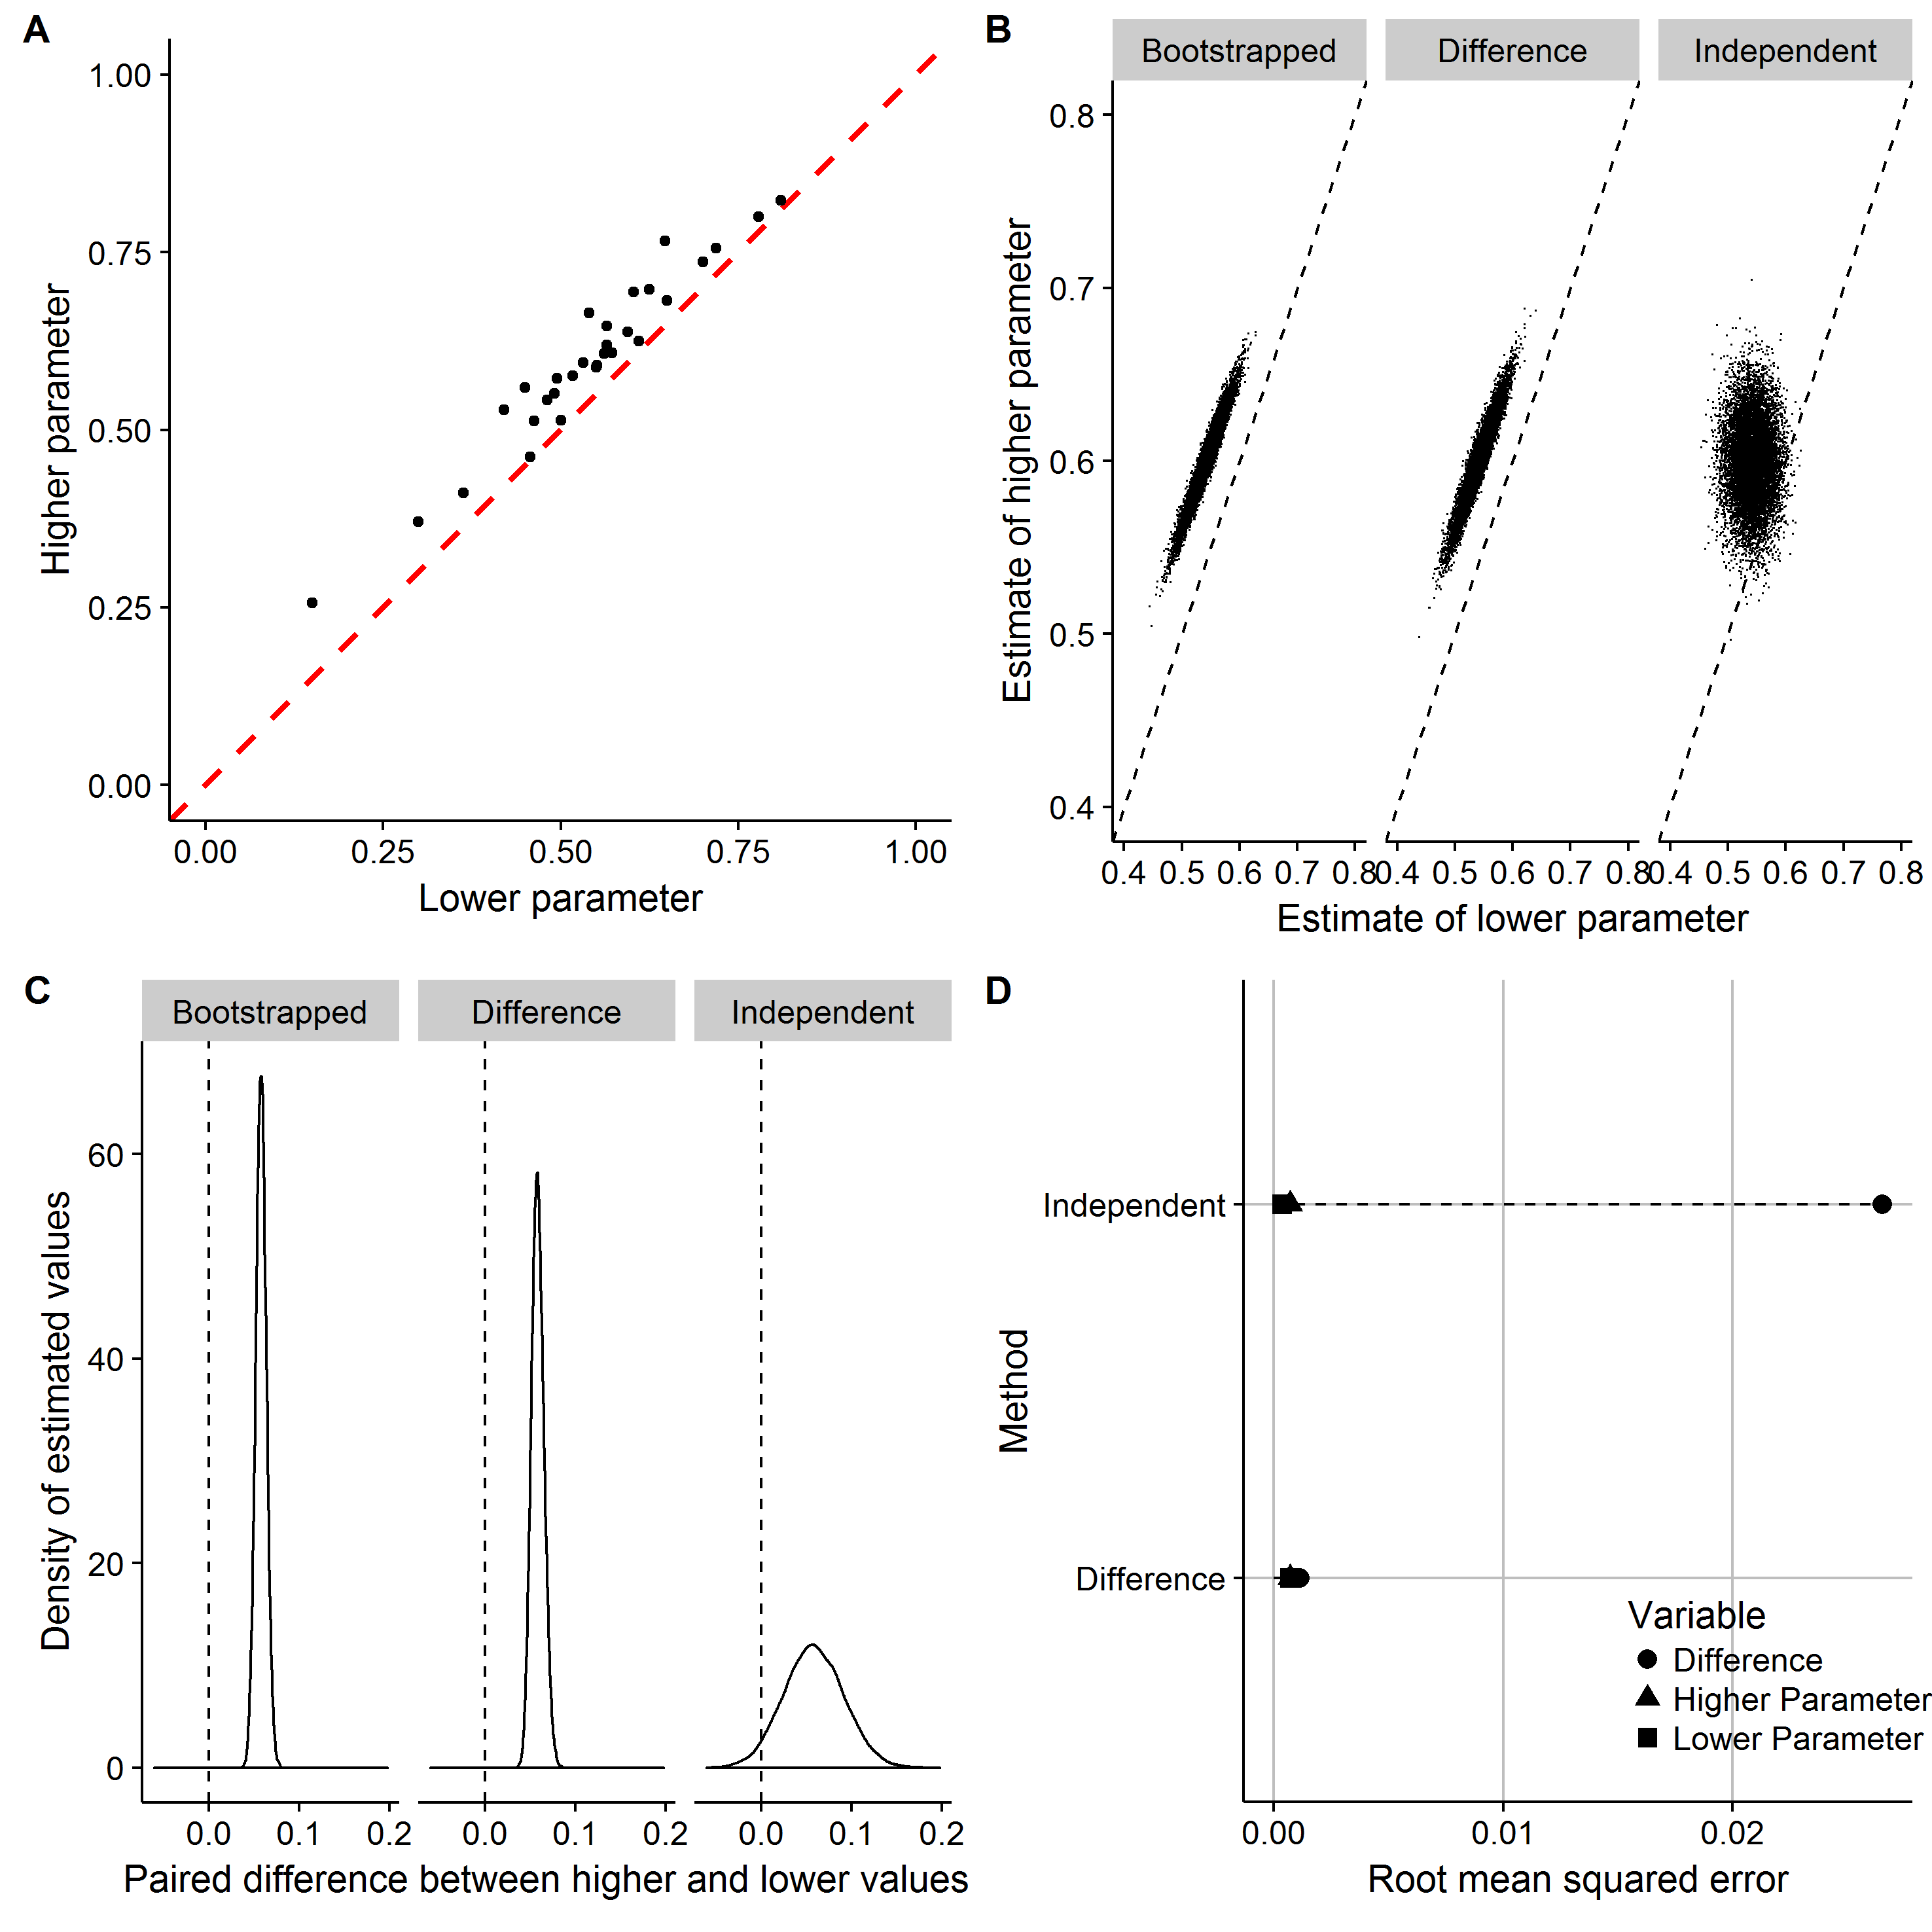 A
1.00
0.75
0.50
0.25
0.00
Higher parameter
0.00 0.25 0.50 0.75 1.00
Lower parameter
B
Bootstrapped Difference Independent
0.8
0.7
0.6
0.5
0.4
Estimate of higher parameter
0.4 0.5 0.6 0.7 0.8 0.4 0.5 0.6 0.7 0.8 0.4 0.5 0.6 0.7 0.8
Estimate of lower parameter
C
Bootstrapped Difference Independent
60
40
20
0
Density of estimated values
0.0 0.1 0.2 0.0 0.1 0.2 0.0 0.1 0.2
Paired difference between higher and lower values
D
Independent
Difference
Method
Variable
Difference
Higher Parameter
Lower Parameter
0.00 0.01 0.02
Root mean squared error